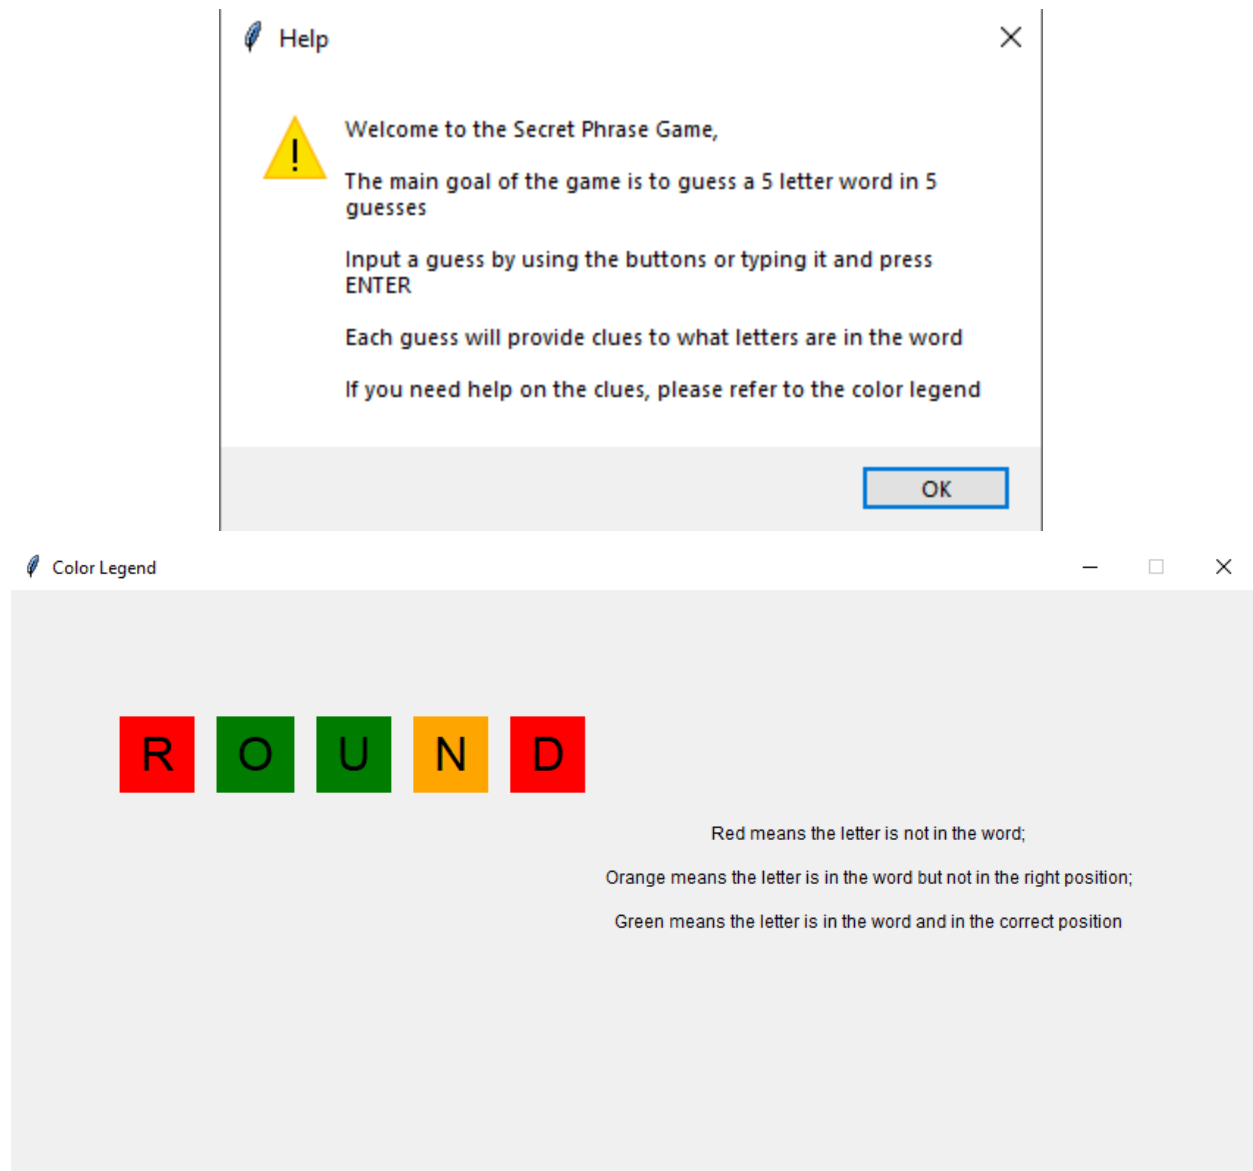 Help
!
Welcome to the Secret Phrase Game,
The main goal of the game is to guess a 5 letter word in 5
guesses
Input a guess by using the buttons or typing it and press
ENTER
Each guess will provide clues to what letters are in the word
If you need help on the clues, please refer to the color legend
OK
Color Legend
R O U N D
Red means the letter is not in the word;
Orange means the letter is in the word but not in the right position;
Green means the letter is in the word and in the correct position